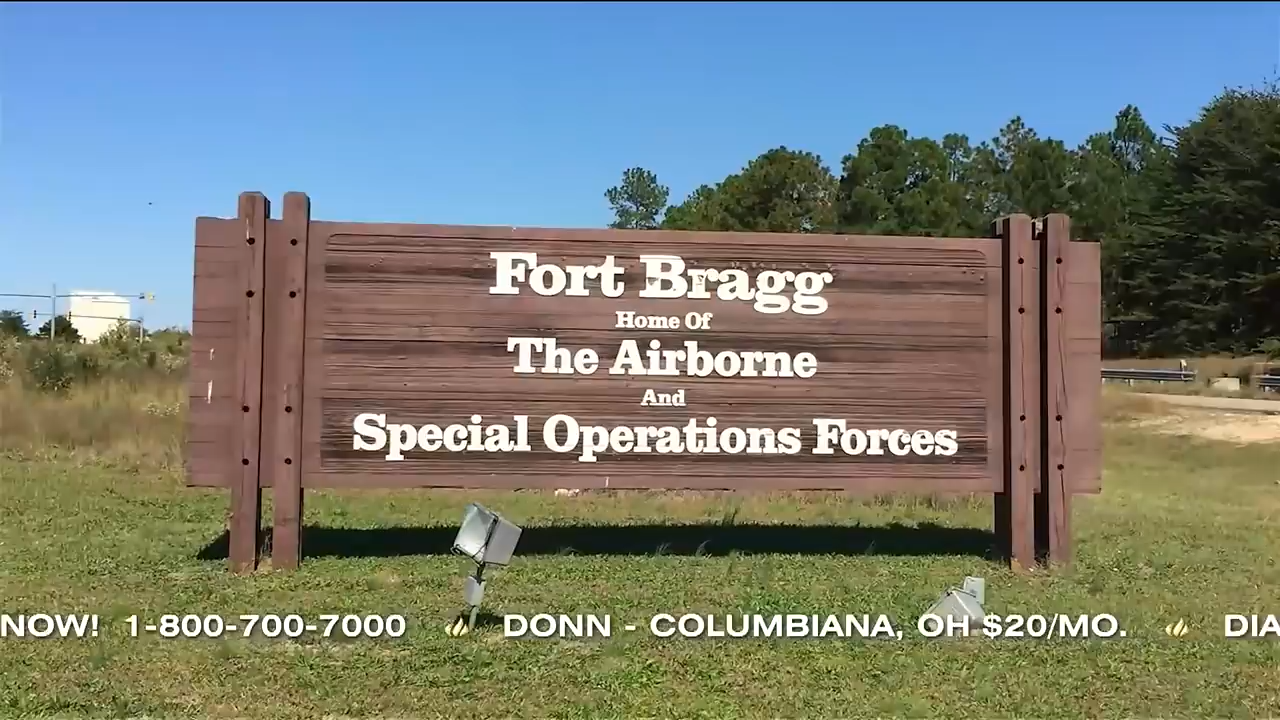 Fort Bragg
Home Of
The Airborne
And
Special Operations Forces
NOW! 1-800-700-7000 DONN - COLUMBIANA, OH $20/MO. DIA